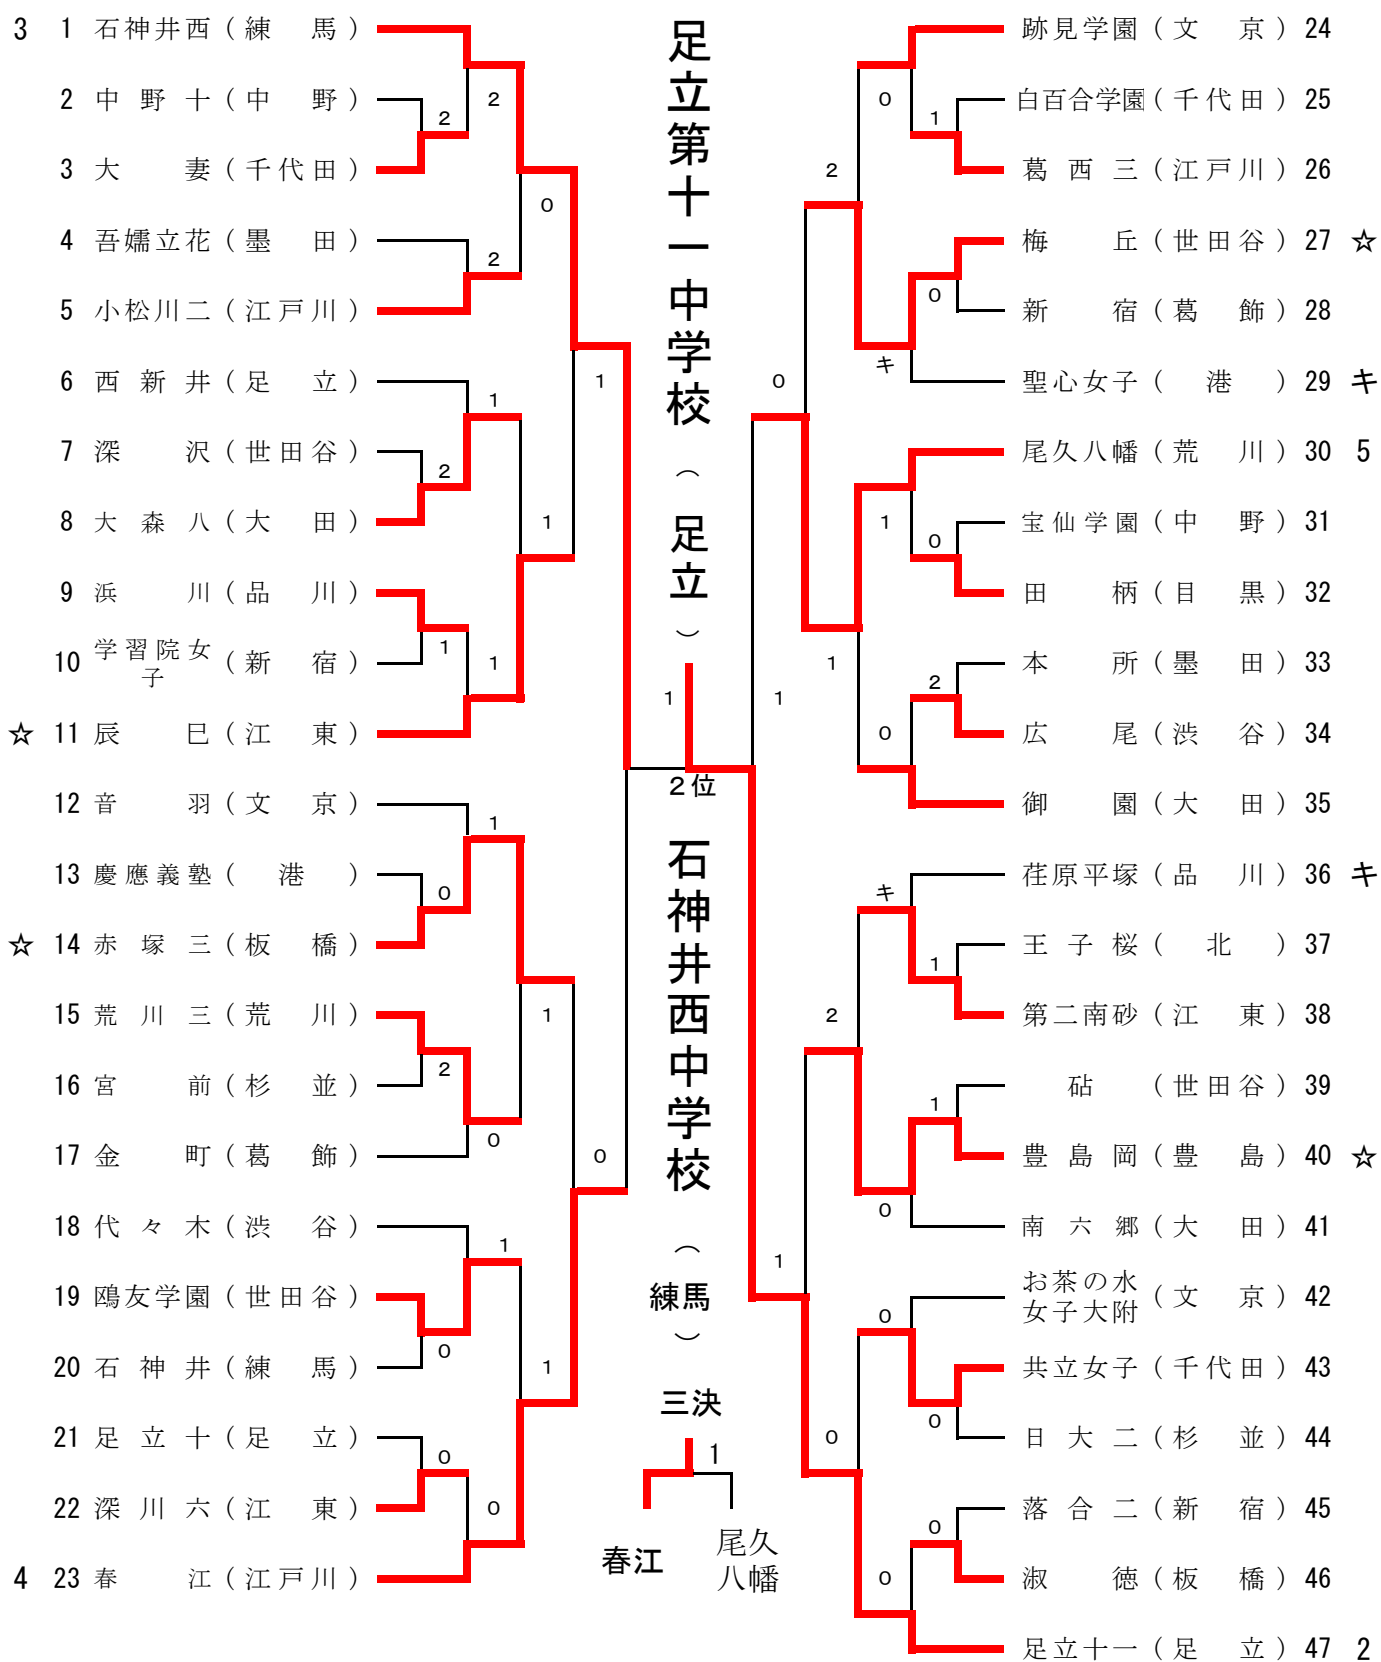 3 1 石神井西（練　馬）
2 中野十（中　野）
3 大　妻（千代田）
4 吾嬬立花（墨　田）
5 小松川二（江戸川）
6 西新井（足　立）
7 深　沢（世田谷）
8 大森八（大　田）
9 浜　川（品　川）
10 学習院女子（新　宿）
☆ 11 辰　巳（江　東）
12 音　羽（文　京）
13 慶應義塾（　港　）
☆ 14 赤塚三（板　橋）
15 荒川三（荒　川）
16 宮　前（杉　並）
17 金　町（葛　飾）
18 代々木（渋　谷）
19 鴎友学園（世田谷）
20 石神井（練　馬）
21 足立十（足　立）
22 深川六（江　東）
4 23 春　江（江戸川）
2
2
0
2
1
1
2
1
1
1
1
0
1
2
0
0
1
0
1
0
0
足立第十一中学校（足立）
1
2位
石神井西中学校（練馬）
三決
1
春江
尾久
八幡
0
1
2
0
キ
0
1
0
1
2
0
1
キ
1
2
1
0
1
0
0
0
0
0
跡見学園（文　京）24
白百合学園（千代田）25
葛西三（江戸川）26
梅　丘（世田谷）27 ☆
新　宿（葛　飾）28
聖心女子（　港　）29 キ
尾久八幡（荒　川）30 5
宝仙学園（中　野）31
田　柄（目　黒）32
本　所（墨　田）33
広　尾（渋　谷）34
御　園（大　田）35
荏原平塚（品　川）36 キ
王子桜（　北　）37
第二南砂（江　東）38
砧　（世田谷）39
豊島岡（豊　島）40 ☆
南六郷（大　田）41
お茶の水
女子大附（文　京）42
共立女子（千代田）43
日大二（杉　並）44
落合二（新　宿）45
淑　徳（板　橋）46
足立十一（足　立）47 2